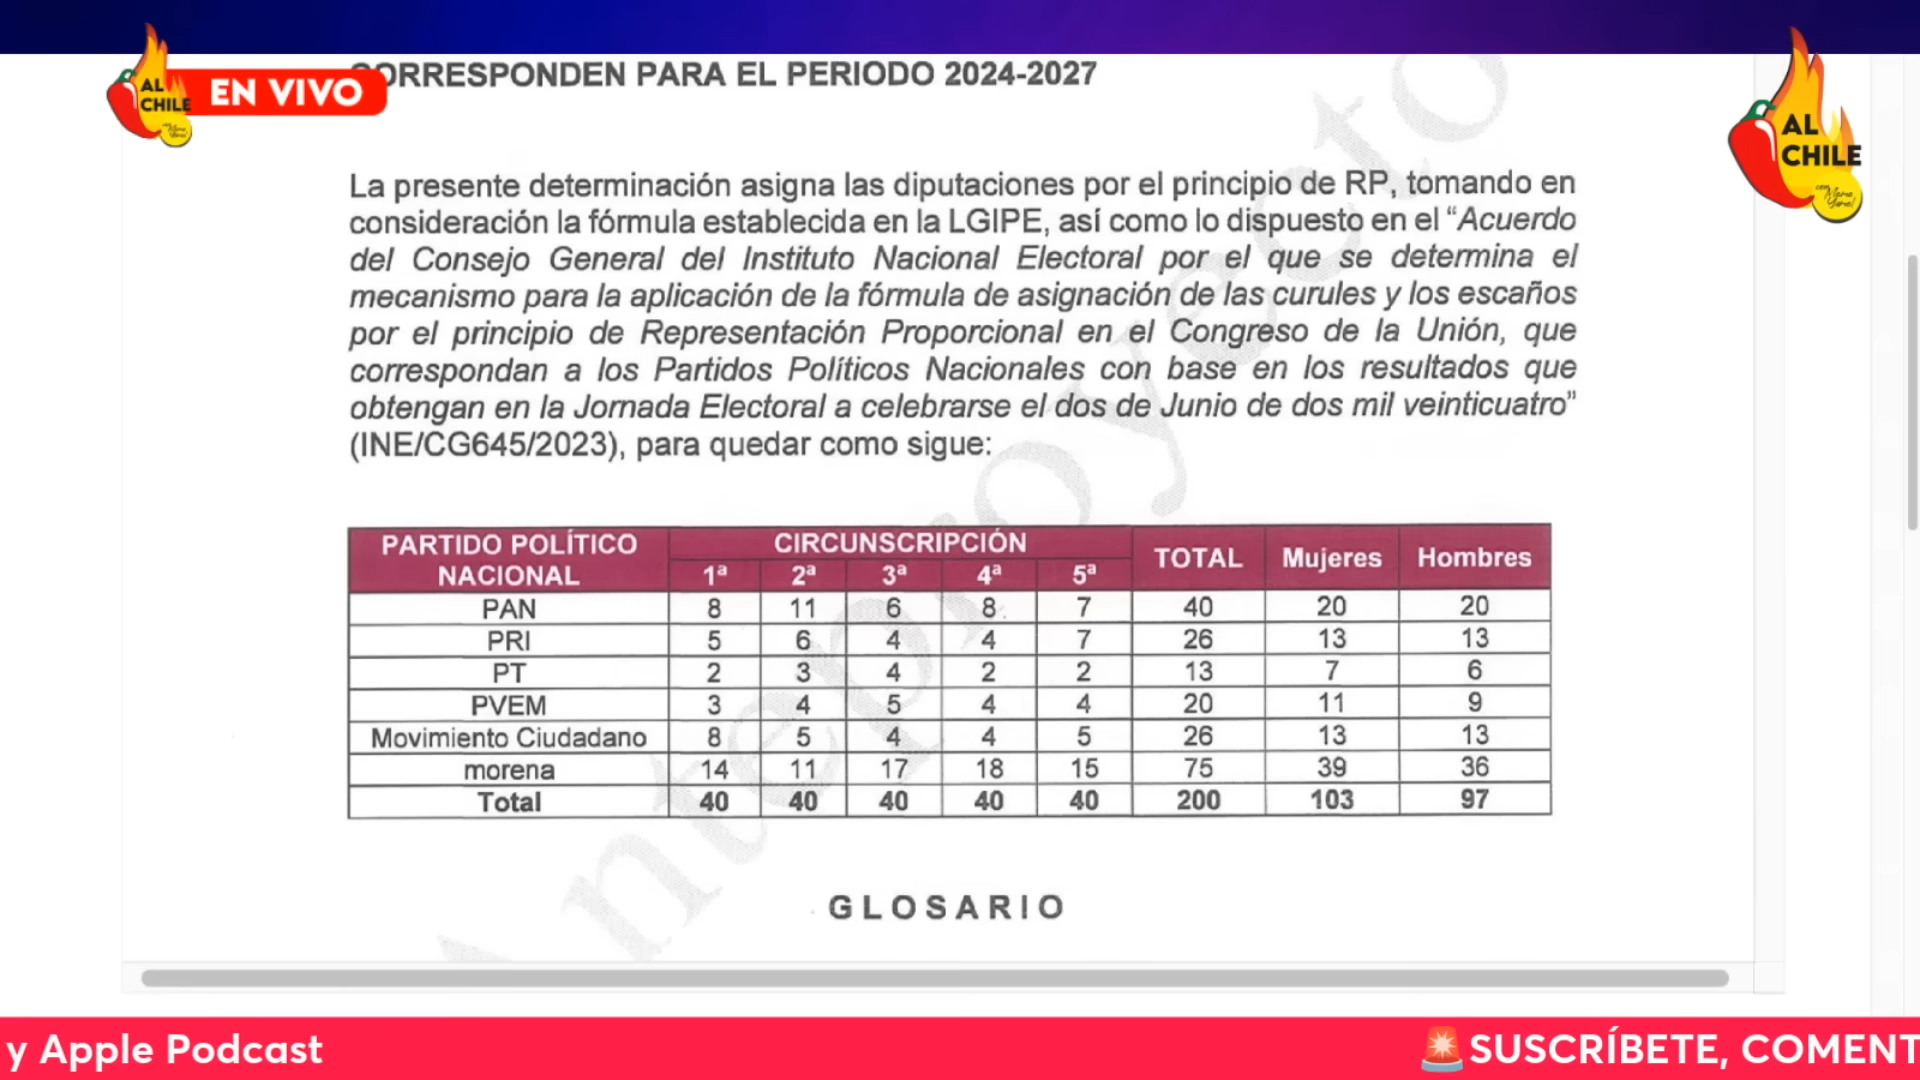 AL
CHILE
EN VIVO
CORRESPONDEN PARA EL PERIODO 2024-2027
AL
CHILE
La presente determinación asigna las diputaciones por el principio de RP, tomando en
consideración la fórmula establecida en la LGIPE, así como lo dispuesto en el “Acuerdo
del Consejo General del Instituto Nacional Electoral por el que se determina el
mecanismo para la aplicación de la fórmula de asignación de las curules y los escaños
por el principio de Representación Proporcional en el Congreso de la Unión, que
correspondan a los Partidos Políticos Nacionales con base en los resultados que
obtengan en la Jornada Electoral a celebrarse el dos de Junio de dos mil veinticuatro”
(INE/CG645/2023), para quedar como sigue:
PARTIDO POLÍTICO NACIONAL CIRCUNSCRIPCIÓN TOTAL Mujeres Hombres
1ª 2ª 3ª 4ª 5ª
PAN 8 11 6 8 7 40 20 20
PRI 5 6 4 4 7 26 13 13
PT 2 3 4 2 2 13 7 6
PVEM 3 4 5 4 4 20 11 9
Movimiento Ciudadano 8 5 4 4 5 26 13 13
morena 14 11 17 18 15 75 39 36
Total 40 40 40 40 40 200 103 97
Anteproyecto
GLOSARIO
y Apple Podcast
SUSCRÍBETE, COMENT